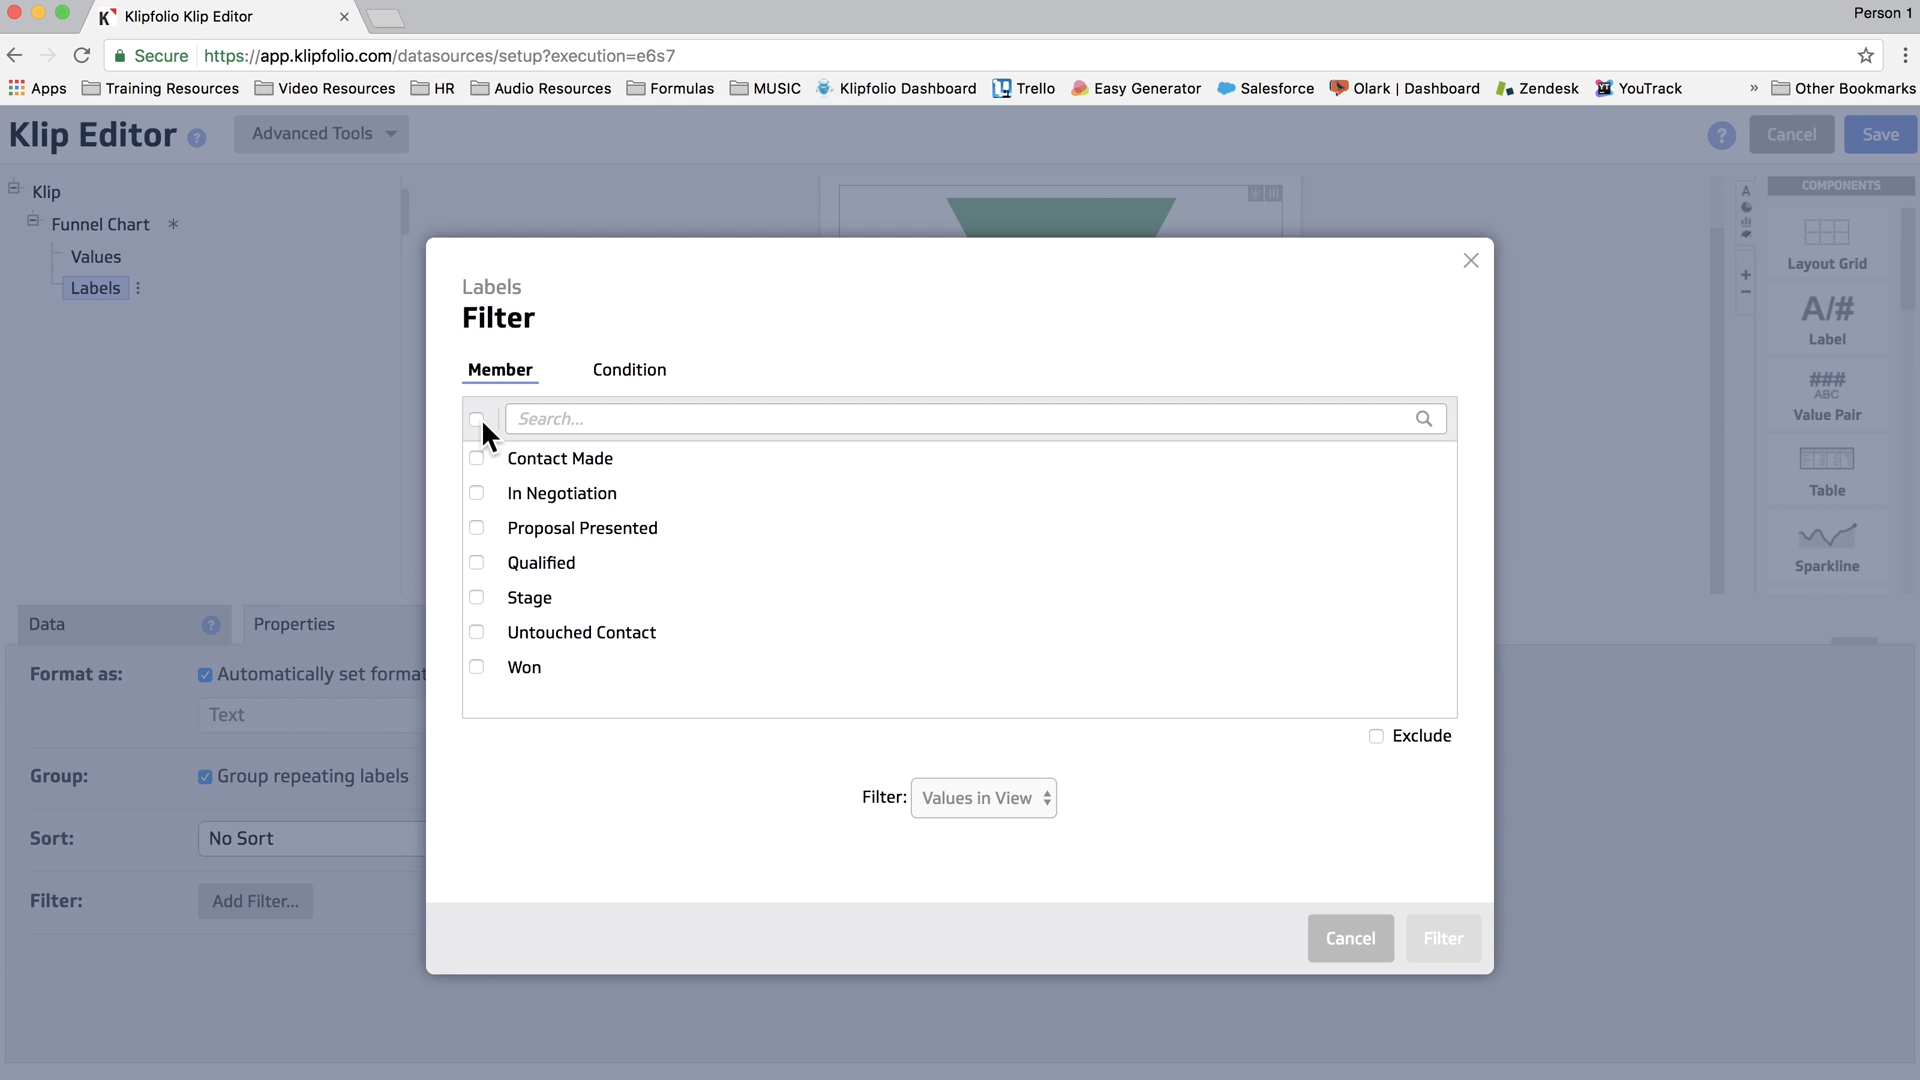 Klipfolio Klip Editor
Person 1
Secure https://app.klipfolio.com/datasources/setup?execution=e6s7
Apps Training Resources Video Resources HR Audio Resources Formulas MUSIC Klipfolio Dashboard Trello Easy Generator Salesforce Olark | Dashboard Zendesk YouTrack » Other Bookmarks
Klip Editor ? Advanced Tools ? Cancel Save
Klip
Funnel Chart *
Values
Labels
COMPONENTS
Layout Grid
A/#
Label
###
ABC
Value Pair
Table
Sparkline
A
+
−
Labels
Filter
Member Condition
Search...
Contact Made
In Negotiation
Proposal Presented
Qualified
Stage
Untouched Contact
Won
Exclude
Filter: Values in View
Cancel Filter
Data ? Properties
Format as: Automatically set format
Text
Group: Group repeating labels
Sort: No Sort
Filter: Add Filter...